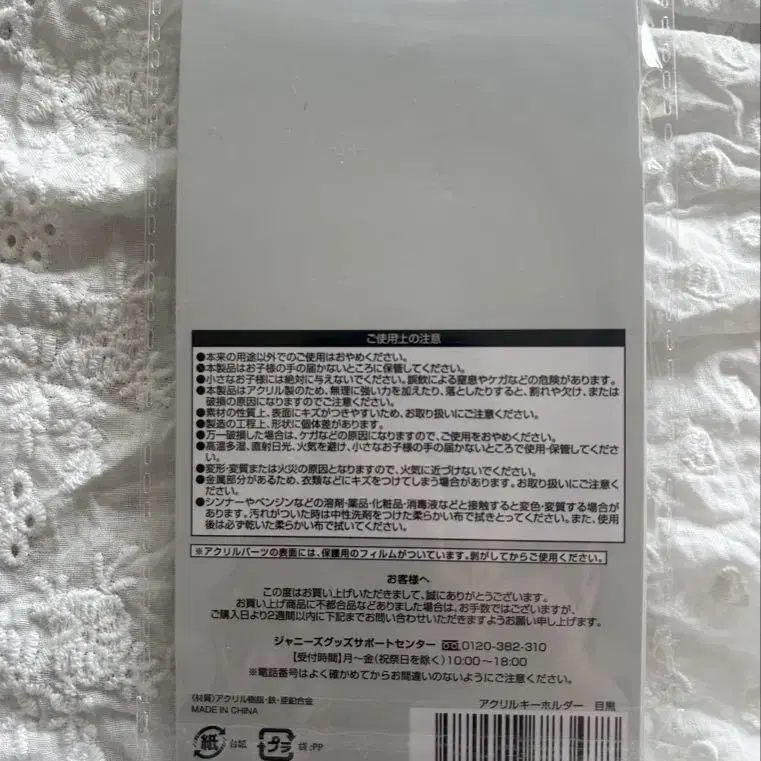 ご使用上の注意
●本来の用途以外でのご使用はおやめください。
●本製品はお子様の手の届かないところに保管してください。
●小さなお子様には絶対に与えないでください。誤飲による窒息やケガなどの危険があります。
●本製品はアクリル製のため、無理に強い力を加えたり、落としたりすると、割れや欠け、または
破損の原因になりますのでご注意ください。
●素材の性質上、表面にキズがつきやすいため、お取り扱いにご注意ください。
●製造の工程上、形状に個体差があります。
●万一破損した場合は、ケガなどの原因になりますので、ご使用をおやめください。
●高温多湿、直射日光、火気を避け、小さなお子様の手の届かないところで使用・保管してくださ
い。
●変形・変質または火災の原因となりますので、火気に近づけないでください。
●金属部分があるため、衣類などにキズをつけてしまう場合があります。お取り扱いにご注意く
ださい。
●シンナーやベンジンなどの溶剤・薬品・化粧品・消毒液などと接触すると変色・変質する場合が
あります。汚れがついた時は中性洗剤をつけた柔らかい布で拭きとってください。また、使用
後は必ず乾いた柔らかい布で拭いてください。
※アクリルパーツの表面には、保護用のフィルムがついています。剥がしてからご使用ください。
お客様へ
この度はお買い上げいただきまして、誠にありがとうございます。
お買い上げ商品に不都合品などありました場合は、お手数ではございますが、
ご購入日より2週間以内に下記までお問い合わせいただきますようお願い申し上げます。
ジャニーズグッズサポートセンター 0120-382-310
【受付時間】月～金(祝祭日を除く)10:00～18:00
※電話番号はよく確かめてからお間違いのないようにご注意ください。
〈材質〉アクリル樹脂・鉄・亜鉛合金
MADE IN CHINA
アクリルキーホルダー 目黒
紙 台紙 プラ 袋:PP